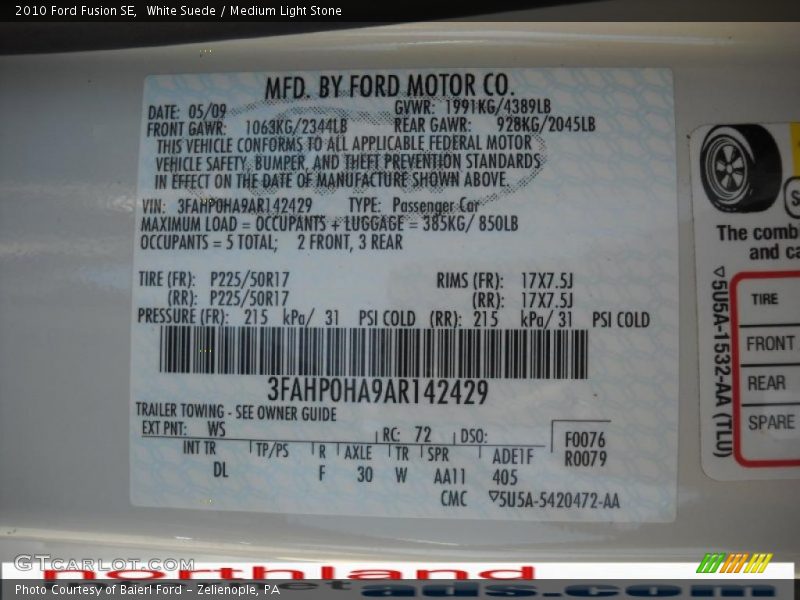 2010 Ford Fusion SE,  White Suede / Medium Light Stone
MFD. BY FORD MOTOR CO.
DATE: 05/09 GVWR: 1991KG/4389LB
FRONT GAWR: 1063KG/2344LB REAR GAWR: 928KG/2045LB
THIS VEHICLE CONFORMS TO ALL APPLICABLE FEDERAL MOTOR
VEHICLE SAFETY, BUMPER, AND THEFT PREVENTION STANDARDS
IN EFFECT ON THE DATE OF MANUFACTURE SHOWN ABOVE.
VIN: 3FAHP0HA9AR142429 TYPE: Passenger Car
MAXIMUM LOAD = OCCUPANTS + LUGGAGE = 385KG/ 850LB
OCCUPANTS = 5 TOTAL; 2 FRONT, 3 REAR
TIRE (FR): P225/50R17 RIMS (FR): 17X7.5J
(RR): P225/50R17 (RR): 17X7.5J
PRESSURE (FR): 215 kPa/ 31 PSI COLD (RR): 215 kPa/ 31 PSI COLD
3FAHP0HA9AR142429
TRAILER TOWING - SEE OWNER GUIDE
EXT PNT: WS RC: 72 DSO: F0076
INT TR TP/PS R AXLE TR SPR ADE1F R0079
DL F 30 W AA11 405
CMC ▽5U5A-5420472-AA
The comb
and ca
▽5U5A-1532-AA (TLU)
TIRE
FRONT
REAR
SPARE
GTCarLot.com
northland
ads.com
Photo Courtesy of Baierl Ford – Zelienople, PA